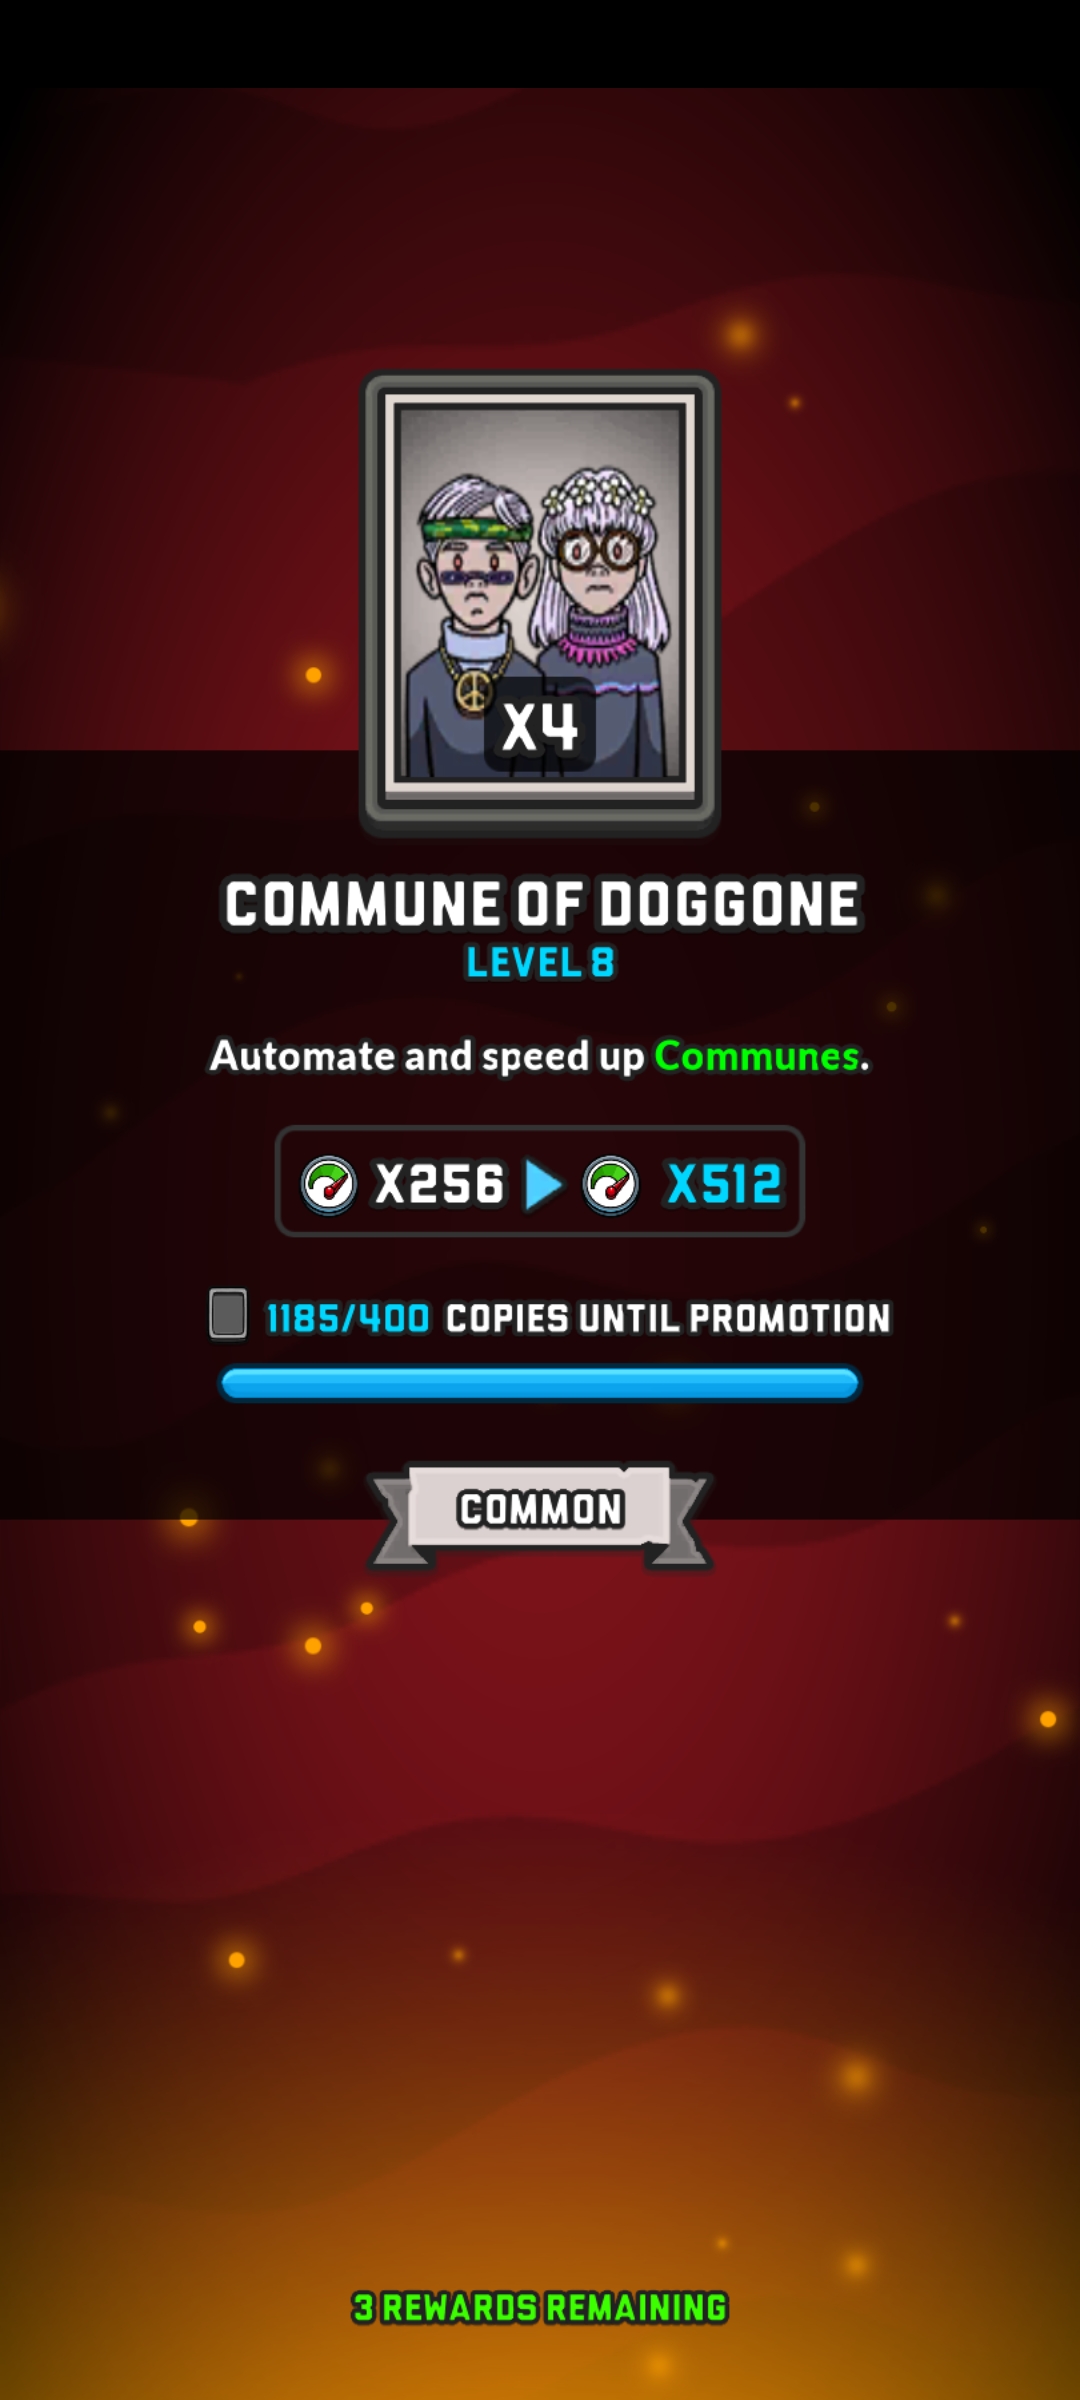 X4
COMMUNE OF DOGGONE
LEVEL 8
Automate and speed up Communes.
X256 X512
1185/400 COPIES UNTIL PROMOTION
COMMON
3 REWARDS REMAINING